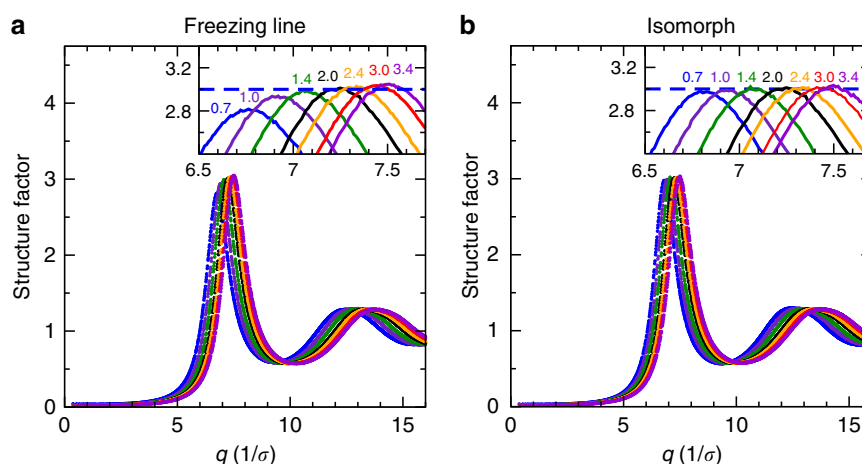 a Freezing line
Structure factor
4
3
2
1
0
0 5 10 15
q (1/σ)
3.2
2.8
6.5 7 7.5
0.7 1.0 1.4 2.0 2.4 3.0 3.4
b Isomorph
Structure factor
4
3
2
1
0
0 5 10 15
q (1/σ)
3.2
2.8
6.5 7 7.5
0.7 1.0 1.4 2.0 2.4 3.0 3.4